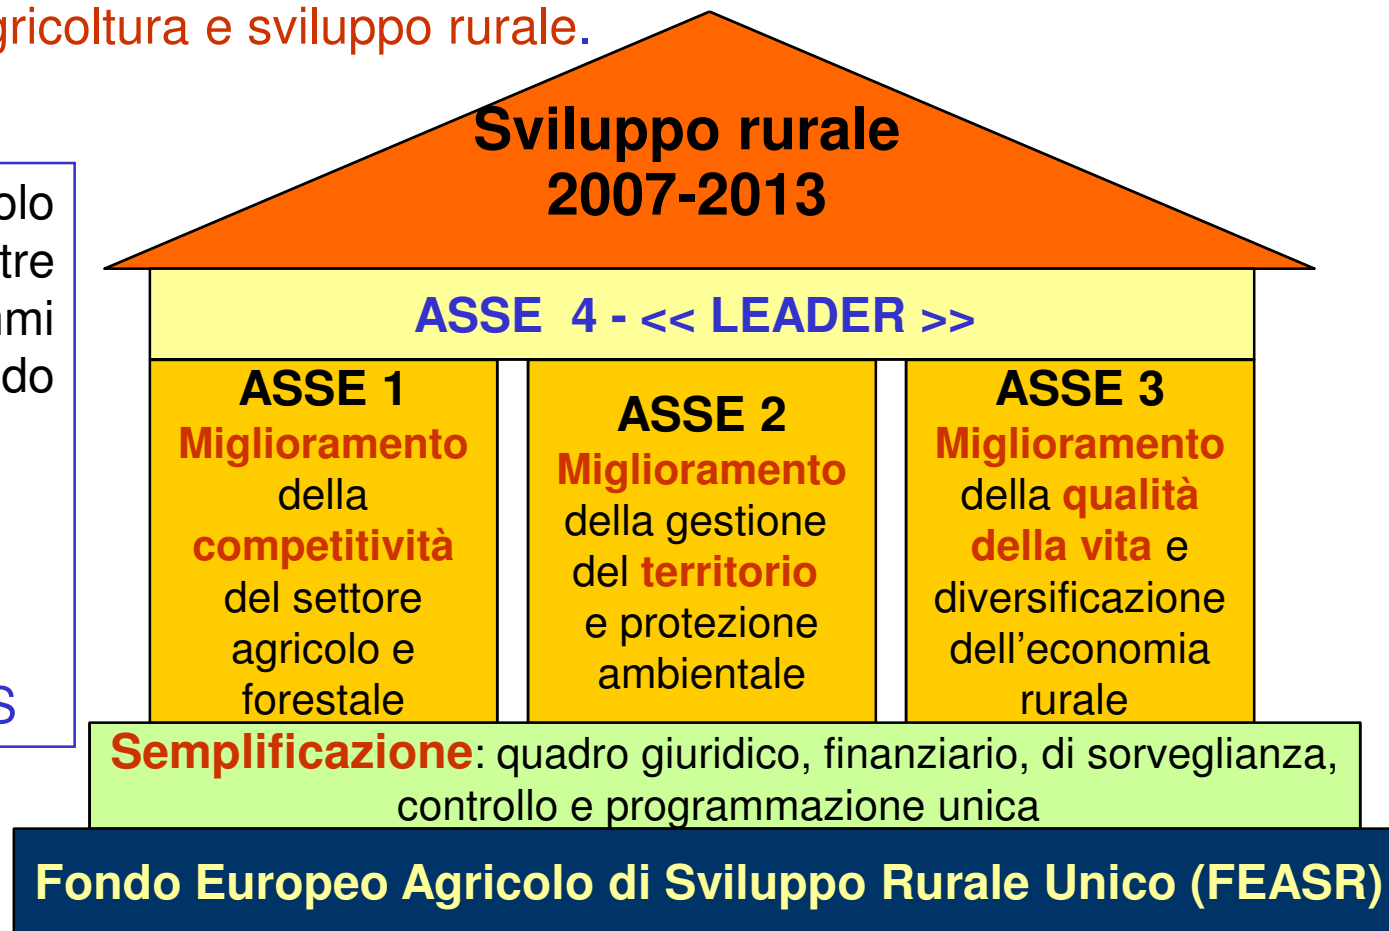 gricoltura e sviluppo rurale.
Sviluppo rurale
2007-2013
olo
tre
mi
do
S
ASSE 4 - << LEADER >>
ASSE 1
Miglioramento
della
competitività
del settore
agricolo e
forestale
ASSE 2
Miglioramento
della gestione
del territorio
e protezione
ambientale
ASSE 3
Miglioramento
della qualità
della vita e
diversificazione
dell'economia
rurale
Semplificazione: quadro giuridico, finanziario, di sorveglianza,
controllo e programmazione unica
Fondo Europeo Agricolo di Sviluppo Rurale Unico (FEASR)